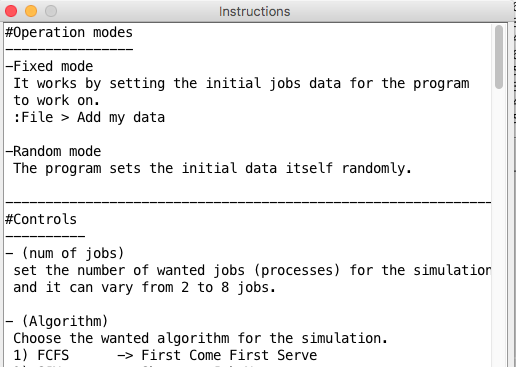 Instructions
#Operation modes
----------------
-Fixed mode
It works by setting the initial jobs data for the program
to work on.
:File > Add my data
-Random mode
The program sets the initial data itself randomly.
-------------------------------------------------------------
#Controls
----------
- (num of jobs)
set the number of wanted jobs (processes) for the simulation
and it can vary from 2 to 8 jobs.
- (Algorithm)
Choose the wanted algorithm for the simulation.
1) FCFS      -> First Come First Serve